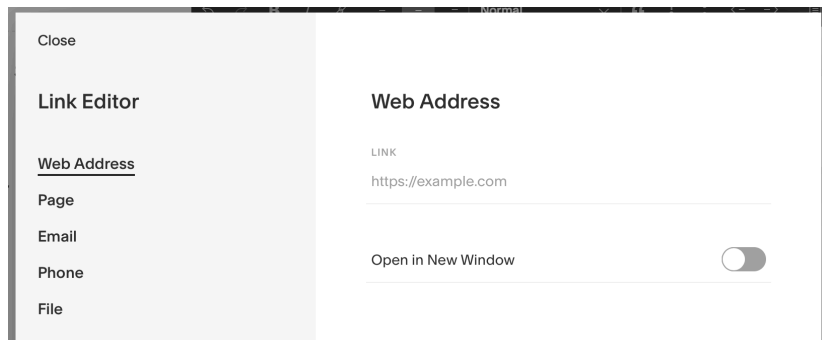 Normal
Close
Link Editor
Web Address
Page
Email
Phone
File
Web Address
LINK
https://example.com
Open in New Window